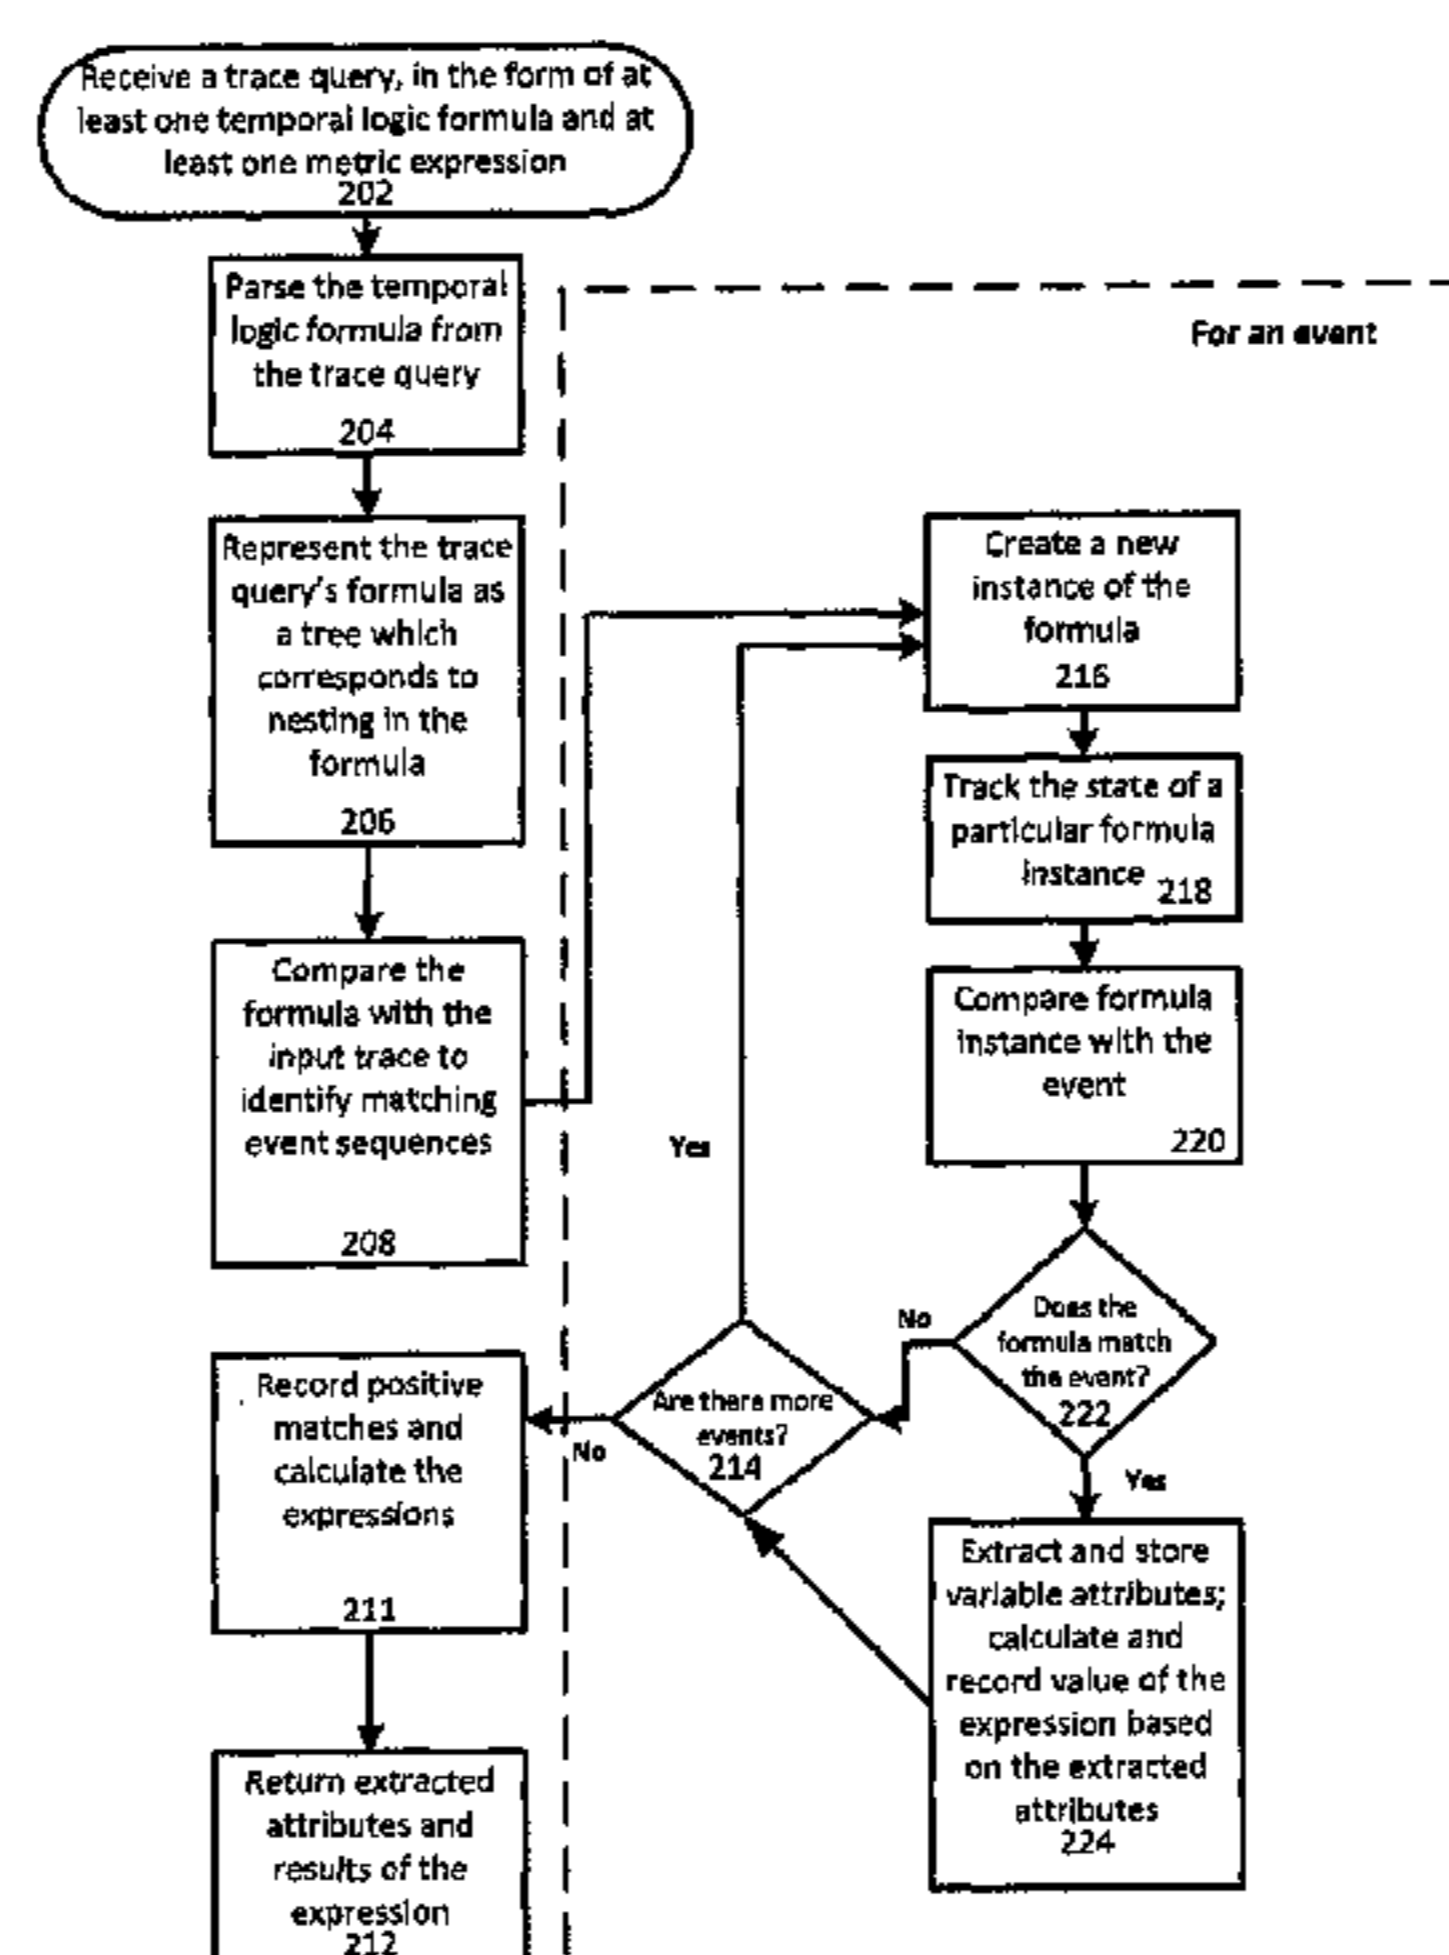 Receive a trace query, in the form of at
least one temporal logic formula and at
least one metric expression
202
Parse the temporal
logic formula from
the trace query
204
Represent the trace
query's formula as
a tree which
corresponds to
nesting in the
formula
206
Compare the
formula with the
input trace to
identify matching
event sequences
208
Record positive
matches and
calculate the
expressions
211
Return extracted
attributes and
results of the
expression
212
For an event
Create a new
instance of the
formula
216
Track the state of a
particular formula
instance
218
Compare formula
instance with the
event
220
Does the
formula match
the event?
222
No
Yes
Are there more
events?
214
Yes
No
Extract and store
variable attributes;
calculate and
record value of the
expression based
on the extracted
attributes
224